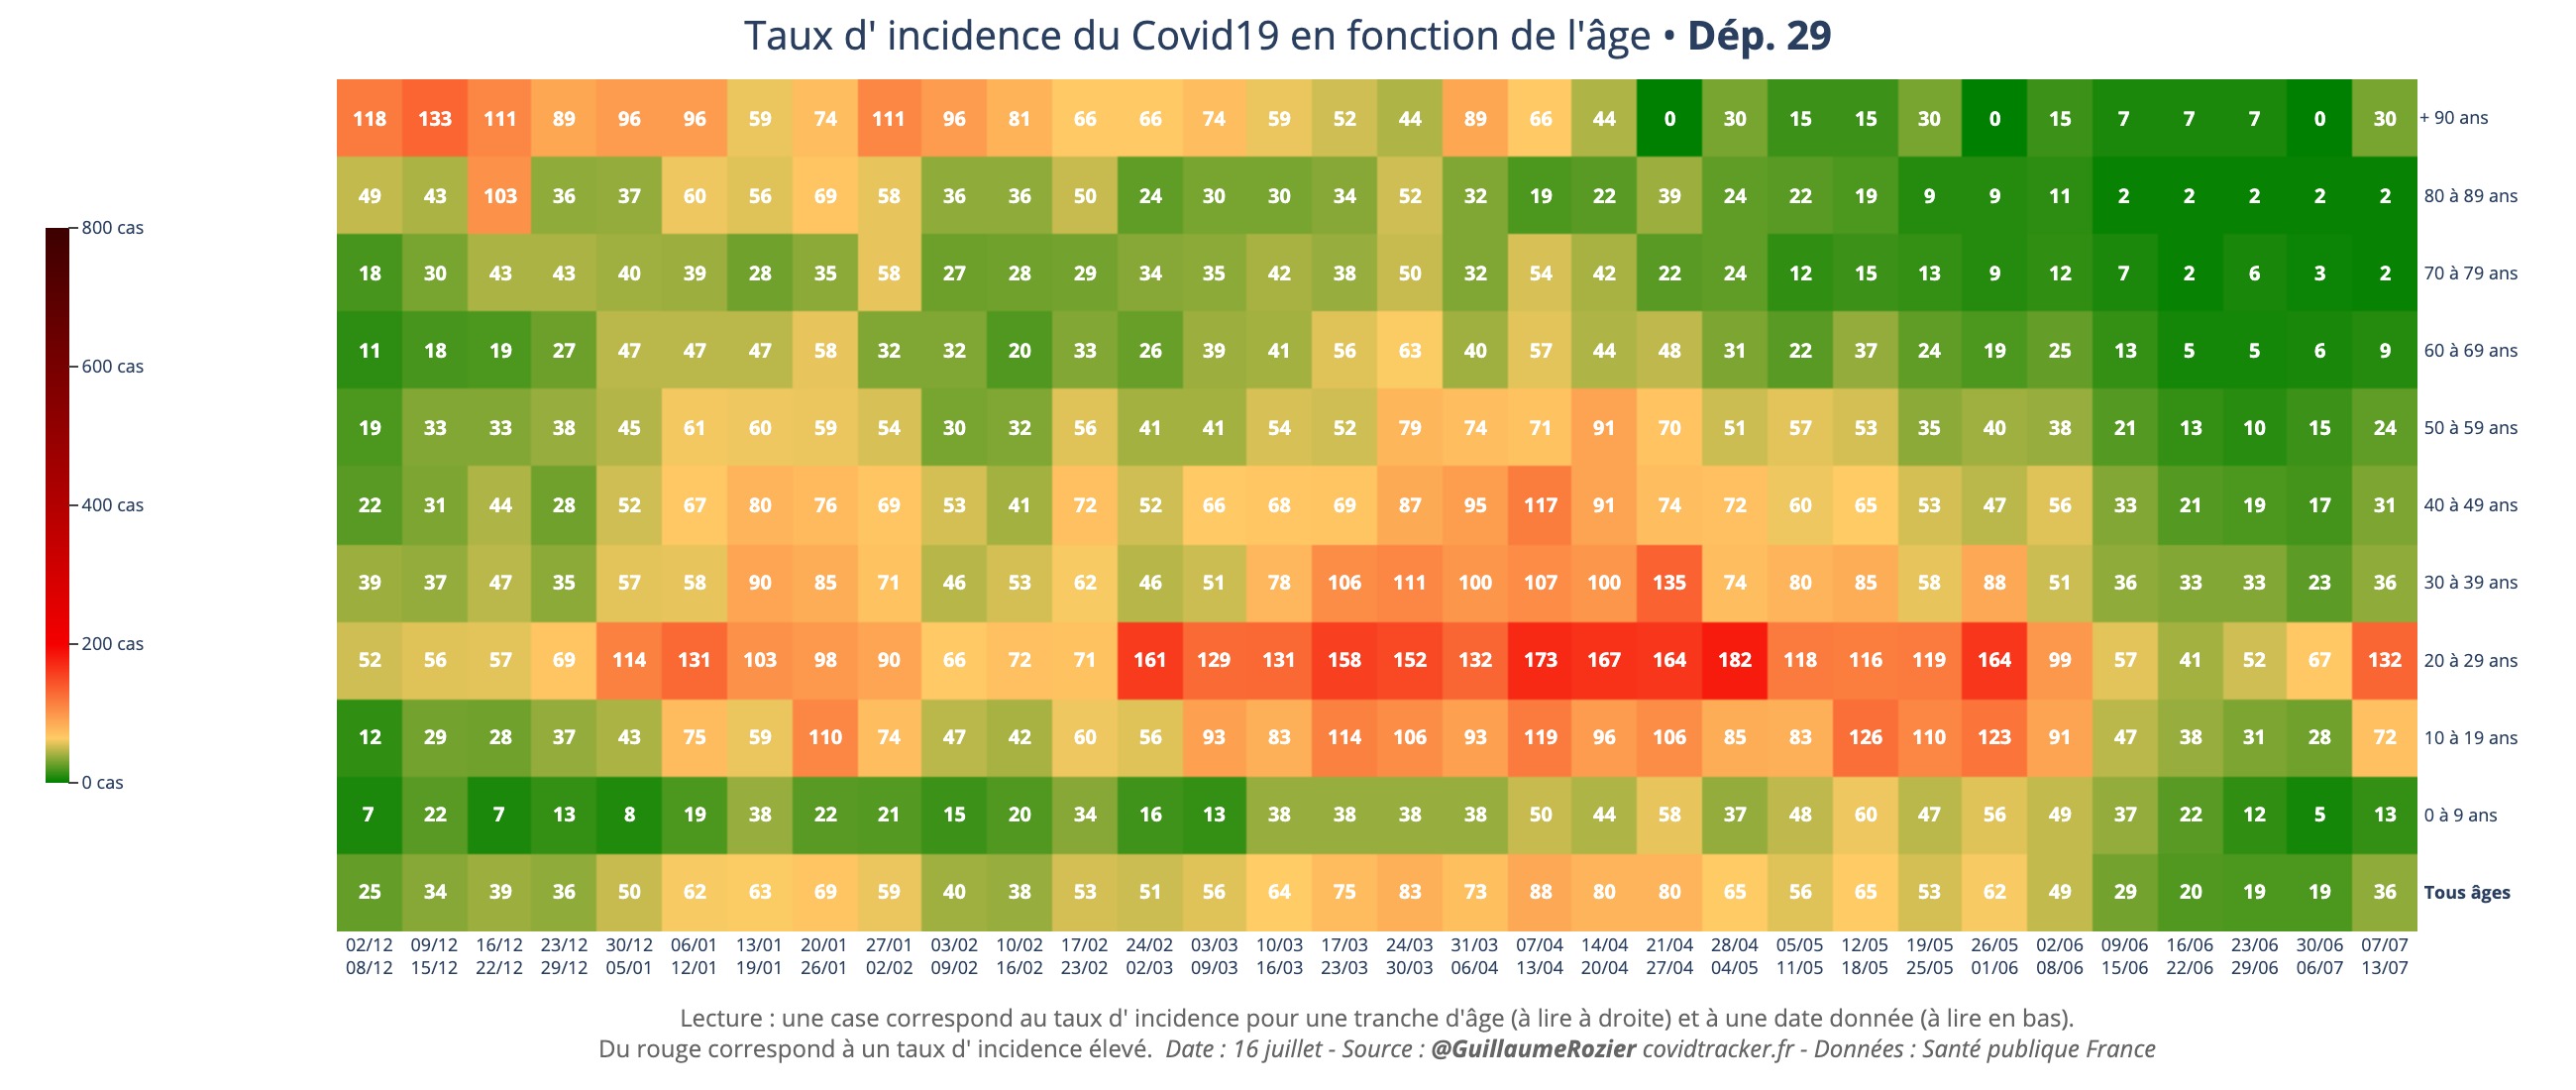 Taux d' incidence du Covid19 en fonction de l'âge • Dép. 29
800 cas
600 cas
400 cas
200 cas
0 cas
118 133 111 89 96 96 59 74 111 96 81 66 66 74 59 52 44 89 66 44 0 30 15 15 30 0 15 7 7 7 0 30 + 90 ans
49 43 103 36 37 60 56 69 58 36 36 50 24 30 30 34 52 32 19 22 39 24 22 19 9 9 11 2 2 2 2 2 80 à 89 ans
18 30 43 43 40 39 28 35 58 27 28 29 34 35 42 38 50 32 54 42 22 24 12 15 13 9 12 7 2 6 3 2 70 à 79 ans
11 18 19 27 47 47 47 58 32 32 20 33 26 39 41 56 63 40 57 44 48 31 22 37 24 19 25 13 5 5 6 9 60 à 69 ans
19 33 33 38 45 61 60 59 54 30 32 56 41 41 54 52 79 74 71 91 70 51 57 53 35 40 38 21 13 10 15 24 50 à 59 ans
22 31 44 28 52 67 80 76 69 53 41 72 52 66 68 69 87 95 117 91 74 72 60 65 53 47 56 33 21 19 17 31 40 à 49 ans
39 37 47 35 57 58 90 85 71 46 53 62 46 51 78 106 111 100 107 100 135 74 80 85 58 88 51 36 33 33 23 36 30 à 39 ans
52 56 57 69 114 131 103 98 90 66 72 71 161 129 131 158 152 132 173 167 164 182 118 116 119 164 99 57 41 52 67 132 20 à 29 ans
12 29 28 37 43 75 59 110 74 47 42 60 56 93 83 114 106 93 119 96 106 85 83 126 110 123 91 47 38 31 28 72 10 à 19 ans
7 22 7 13 8 19 38 22 21 15 20 34 16 13 38 38 38 38 50 44 58 37 48 60 47 56 49 37 22 12 5 13 0 à 9 ans
25 34 39 36 50 62 63 69 59 40 38 53 51 56 64 75 83 73 88 80 80 65 56 65 53 62 49 29 20 19 19 36 Tous âges
02/12 09/12 16/12 23/12 30/12 06/01 13/01 20/01 27/01 03/02 10/02 17/02 24/02 03/03 10/03 17/03 24/03 31/03 07/04 14/04 21/04 28/04 05/05 12/05 19/05 26/05 02/06 09/06 16/06 23/06 30/06 07/07
08/12 15/12 22/12 29/12 05/01 12/01 19/01 26/01 02/02 09/02 16/02 23/02 02/03 09/03 16/03 23/03 30/03 06/04 13/04 20/04 27/04 04/05 11/05 18/05 25/05 01/06 08/06 15/06 22/06 29/06 06/07 13/07
Lecture : une case correspond au taux d' incidence pour une tranche d'âge (à lire à droite) et à une date donnée (à lire en bas).
Du rouge correspond à un taux d' incidence élevé. Date : 16 juillet - Source : @GuillaumeRozier covidtracker.fr - Données : Santé publique France